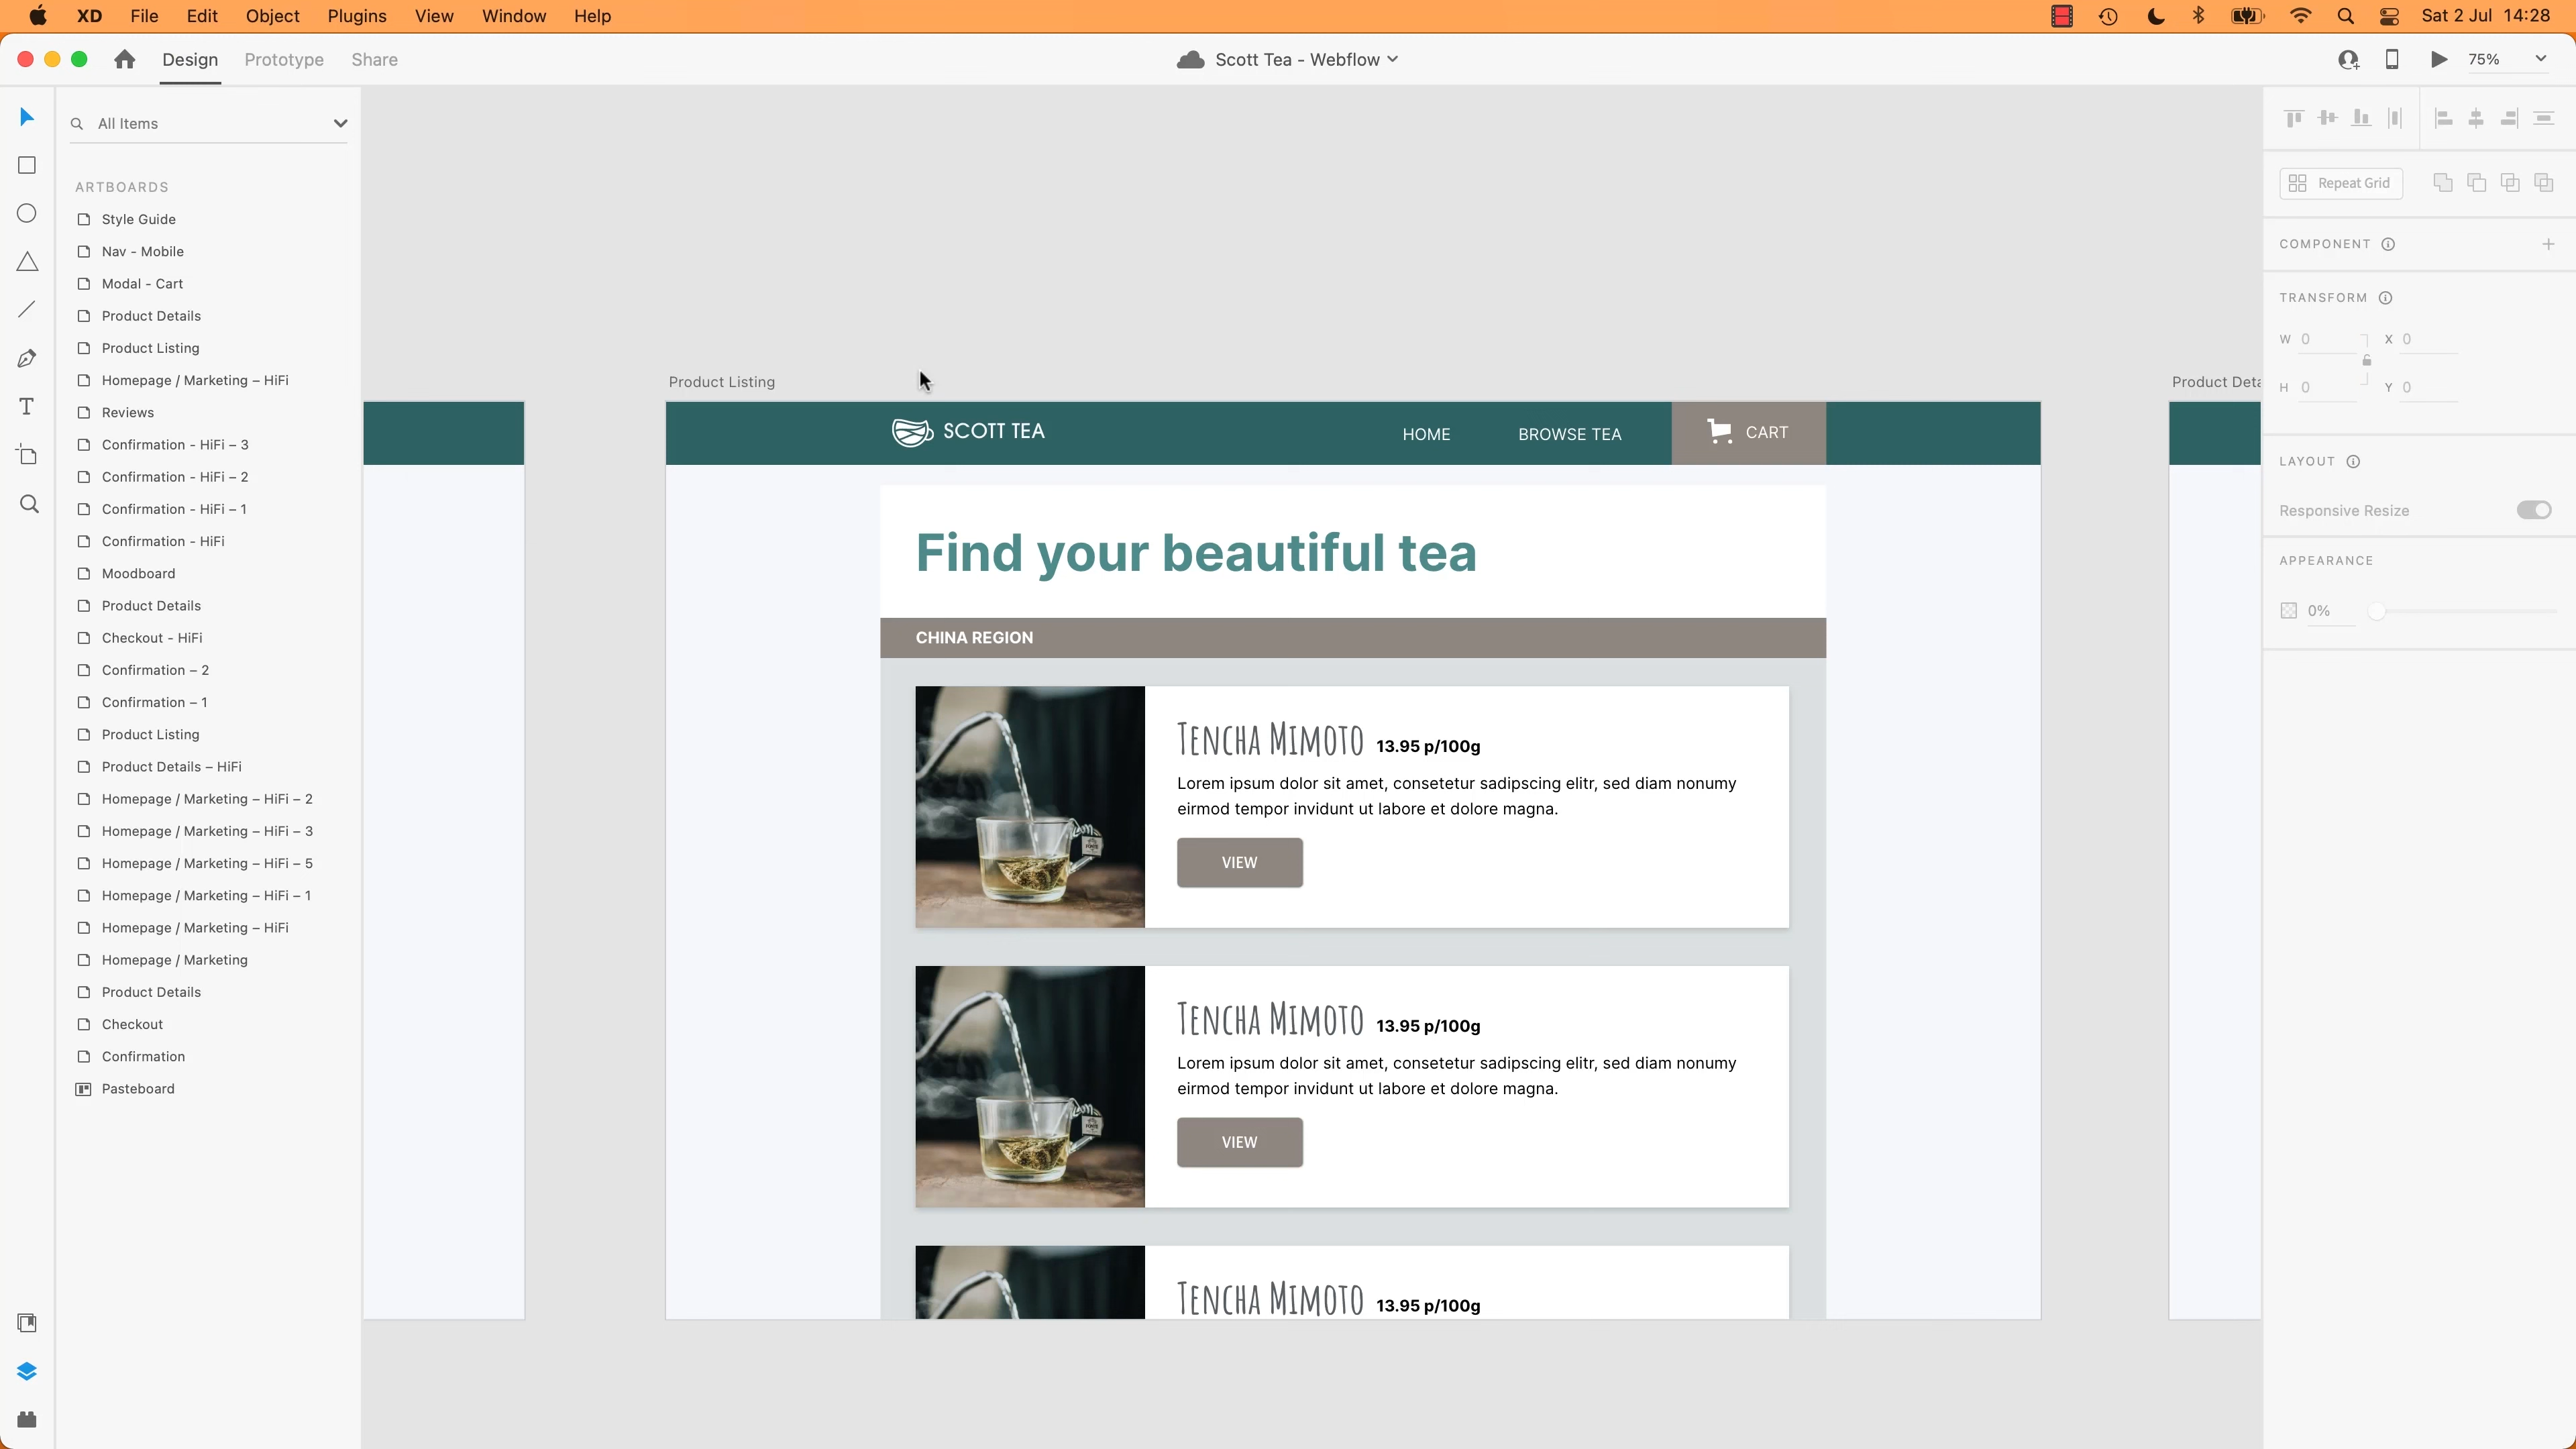 XD File Edit Object Plugins View Window Help Sat 2 Jul 14:28
Design Prototype Share Scott Tea - Webflow 75%
All Items
ARTBOARDS
Style Guide
Nav - Mobile
Modal - Cart
Product Details
Product Listing
Homepage / Marketing – HiFi
Reviews
Confirmation - HiFi – 3
Confirmation - HiFi – 2
Confirmation - HiFi – 1
Confirmation - HiFi
Moodboard
Product Details
Checkout - HiFi
Confirmation – 2
Confirmation – 1
Product Listing
Product Details – HiFi
Homepage / Marketing – HiFi – 2
Homepage / Marketing – HiFi – 3
Homepage / Marketing – HiFi – 5
Homepage / Marketing – HiFi – 1
Homepage / Marketing – HiFi
Homepage / Marketing
Product Details
Checkout
Confirmation
Pasteboard
Product Listing
SCOTT TEA HOME BROWSE TEA CART
Find your beautiful tea
CHINA REGION
TENCHA MIMOTO 13.95 p/100g
Lorem ipsum dolor sit amet, consetetur sadipscing elitr, sed diam nonumy
eirmod tempor invidunt ut labore et dolore magna.
VIEW
TENCHA MIMOTO 13.95 p/100g
Lorem ipsum dolor sit amet, consetetur sadipscing elitr, sed diam nonumy
eirmod tempor invidunt ut labore et dolore magna.
VIEW
TENCHA MIMOTO 13.95 p/100g
Product Deta
Repeat Grid
COMPONENT
TRANSFORM
W 0 X 0
H 0 Y 0
LAYOUT
Responsive Resize
APPEARANCE
0%